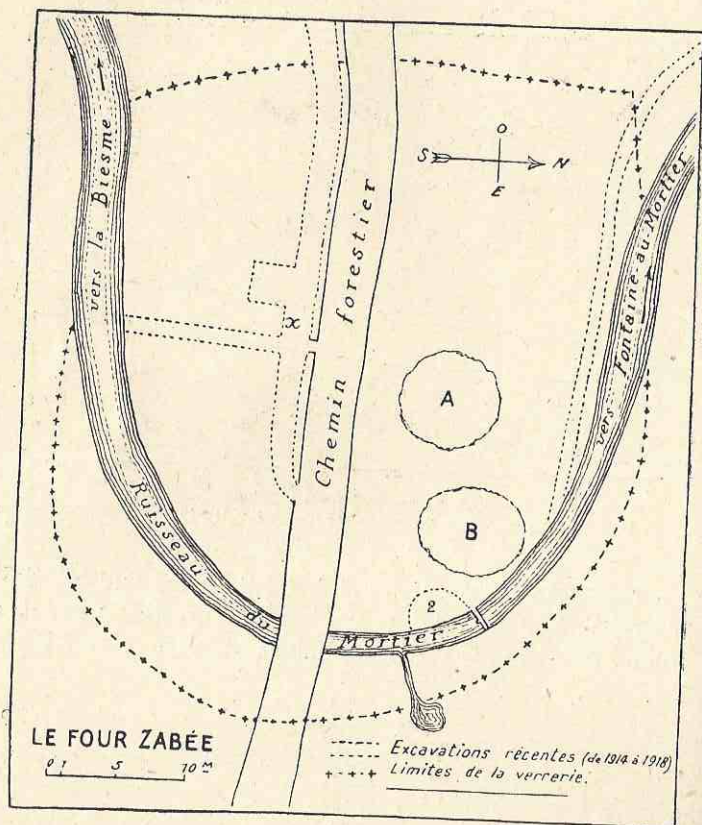 vers la Biesme
O
S N
E
vers Fontaine-au-Mortier
Chemin forestier
x
A
B
2
Ruisseau du Mortier
LE FOUR ZABÉE
0 1 5 10 M
Excavations récentes (de 1914 à 1918)
Limites de la verrerie.